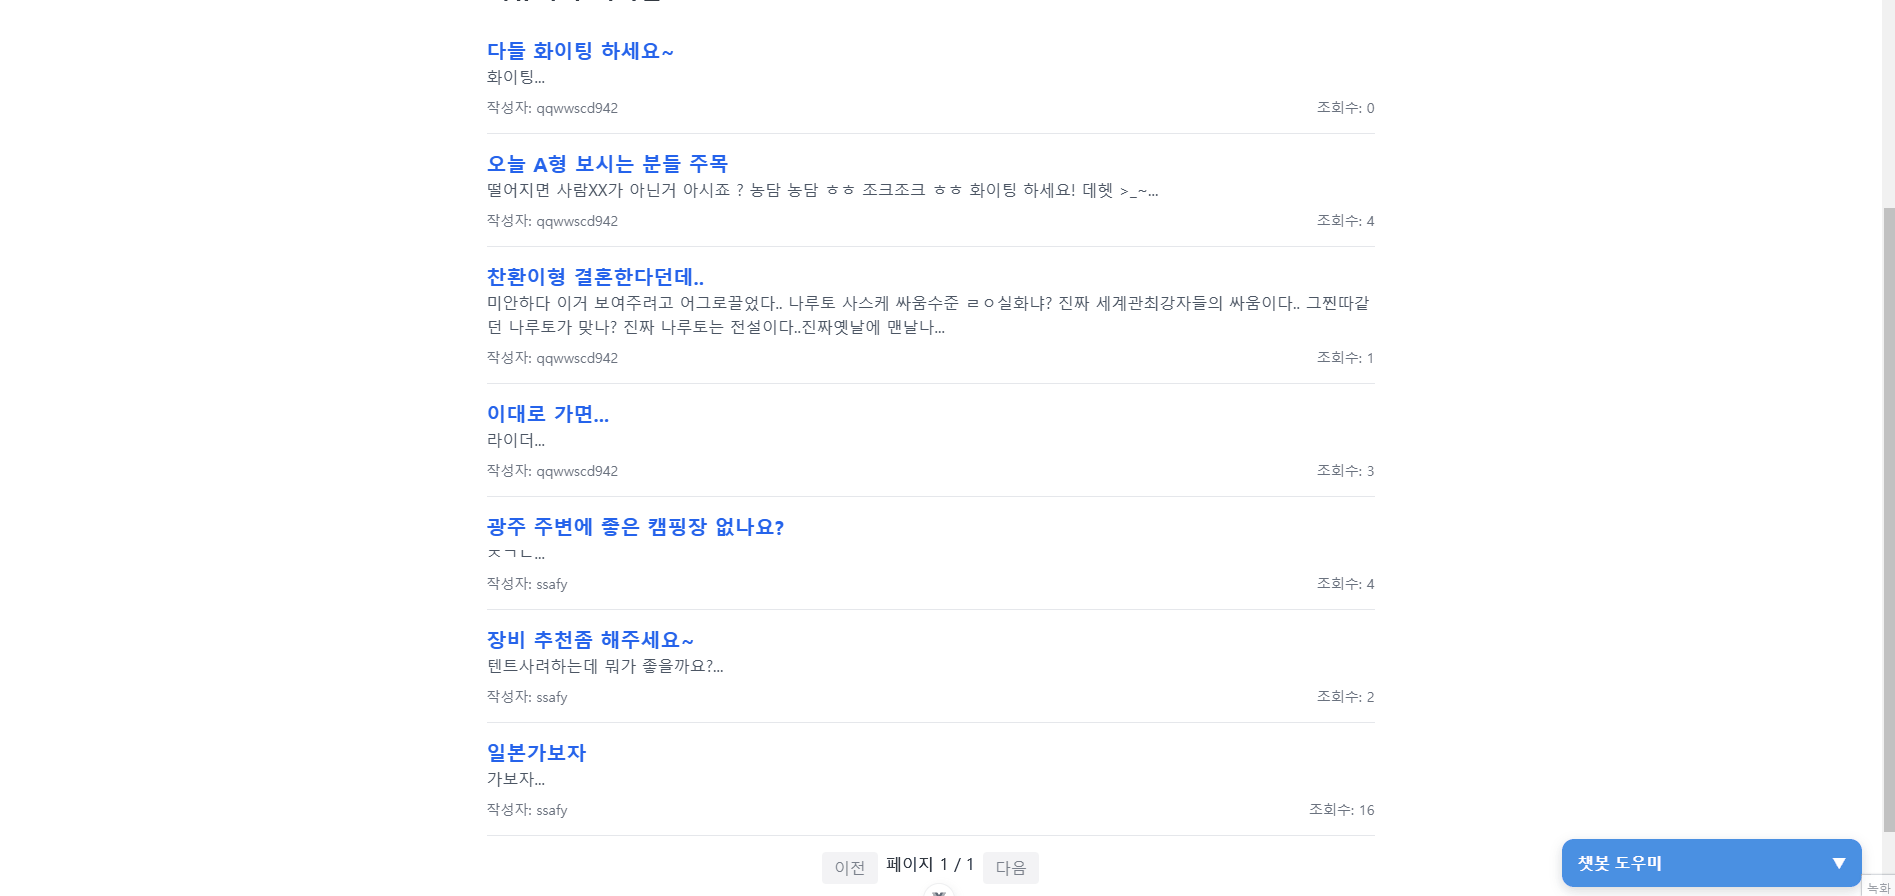 다들 화이팅 하세요~
화이팅...
작성자: qqwwscd942
조회수: 0
오늘 A형 보시는 분들 주목
떨어지면 사람XX가 아닌거 아시죠 ? 농담 농담 ㅎㅎ 조크조크 ㅎㅎ 화이팅 하세요! 데헷 >_~...
작성자: qqwwscd942
조회수: 4
찬환이형 결혼한다던데..
미안하다 이거 보여주려고 어그로끌었다.. 나루토 사스케 싸움수준 ㄹㅇ실화냐? 진짜 세계관최강자들의 싸움이다.. 그찐따같
던 나루토가 맞나? 진짜 나루토는 전설이다..진짜옛날에 맨날나...
작성자: qqwwscd942
조회수: 1
이대로 가면...
라이더...
작성자: qqwwscd942
조회수: 3
광주 주변에 좋은 캠핑장 없나요?
ㅈㄱㄴ...
작성자: ssafy
조회수: 4
장비 추천좀 해주세요~
텐트사려하는데 뭐가 좋을까요?...
작성자: ssafy
조회수: 2
일본가보자
가보자...
작성자: ssafy
조회수: 16
이전 페이지 1 / 1 다음
챗봇 도우미 ▼
녹화